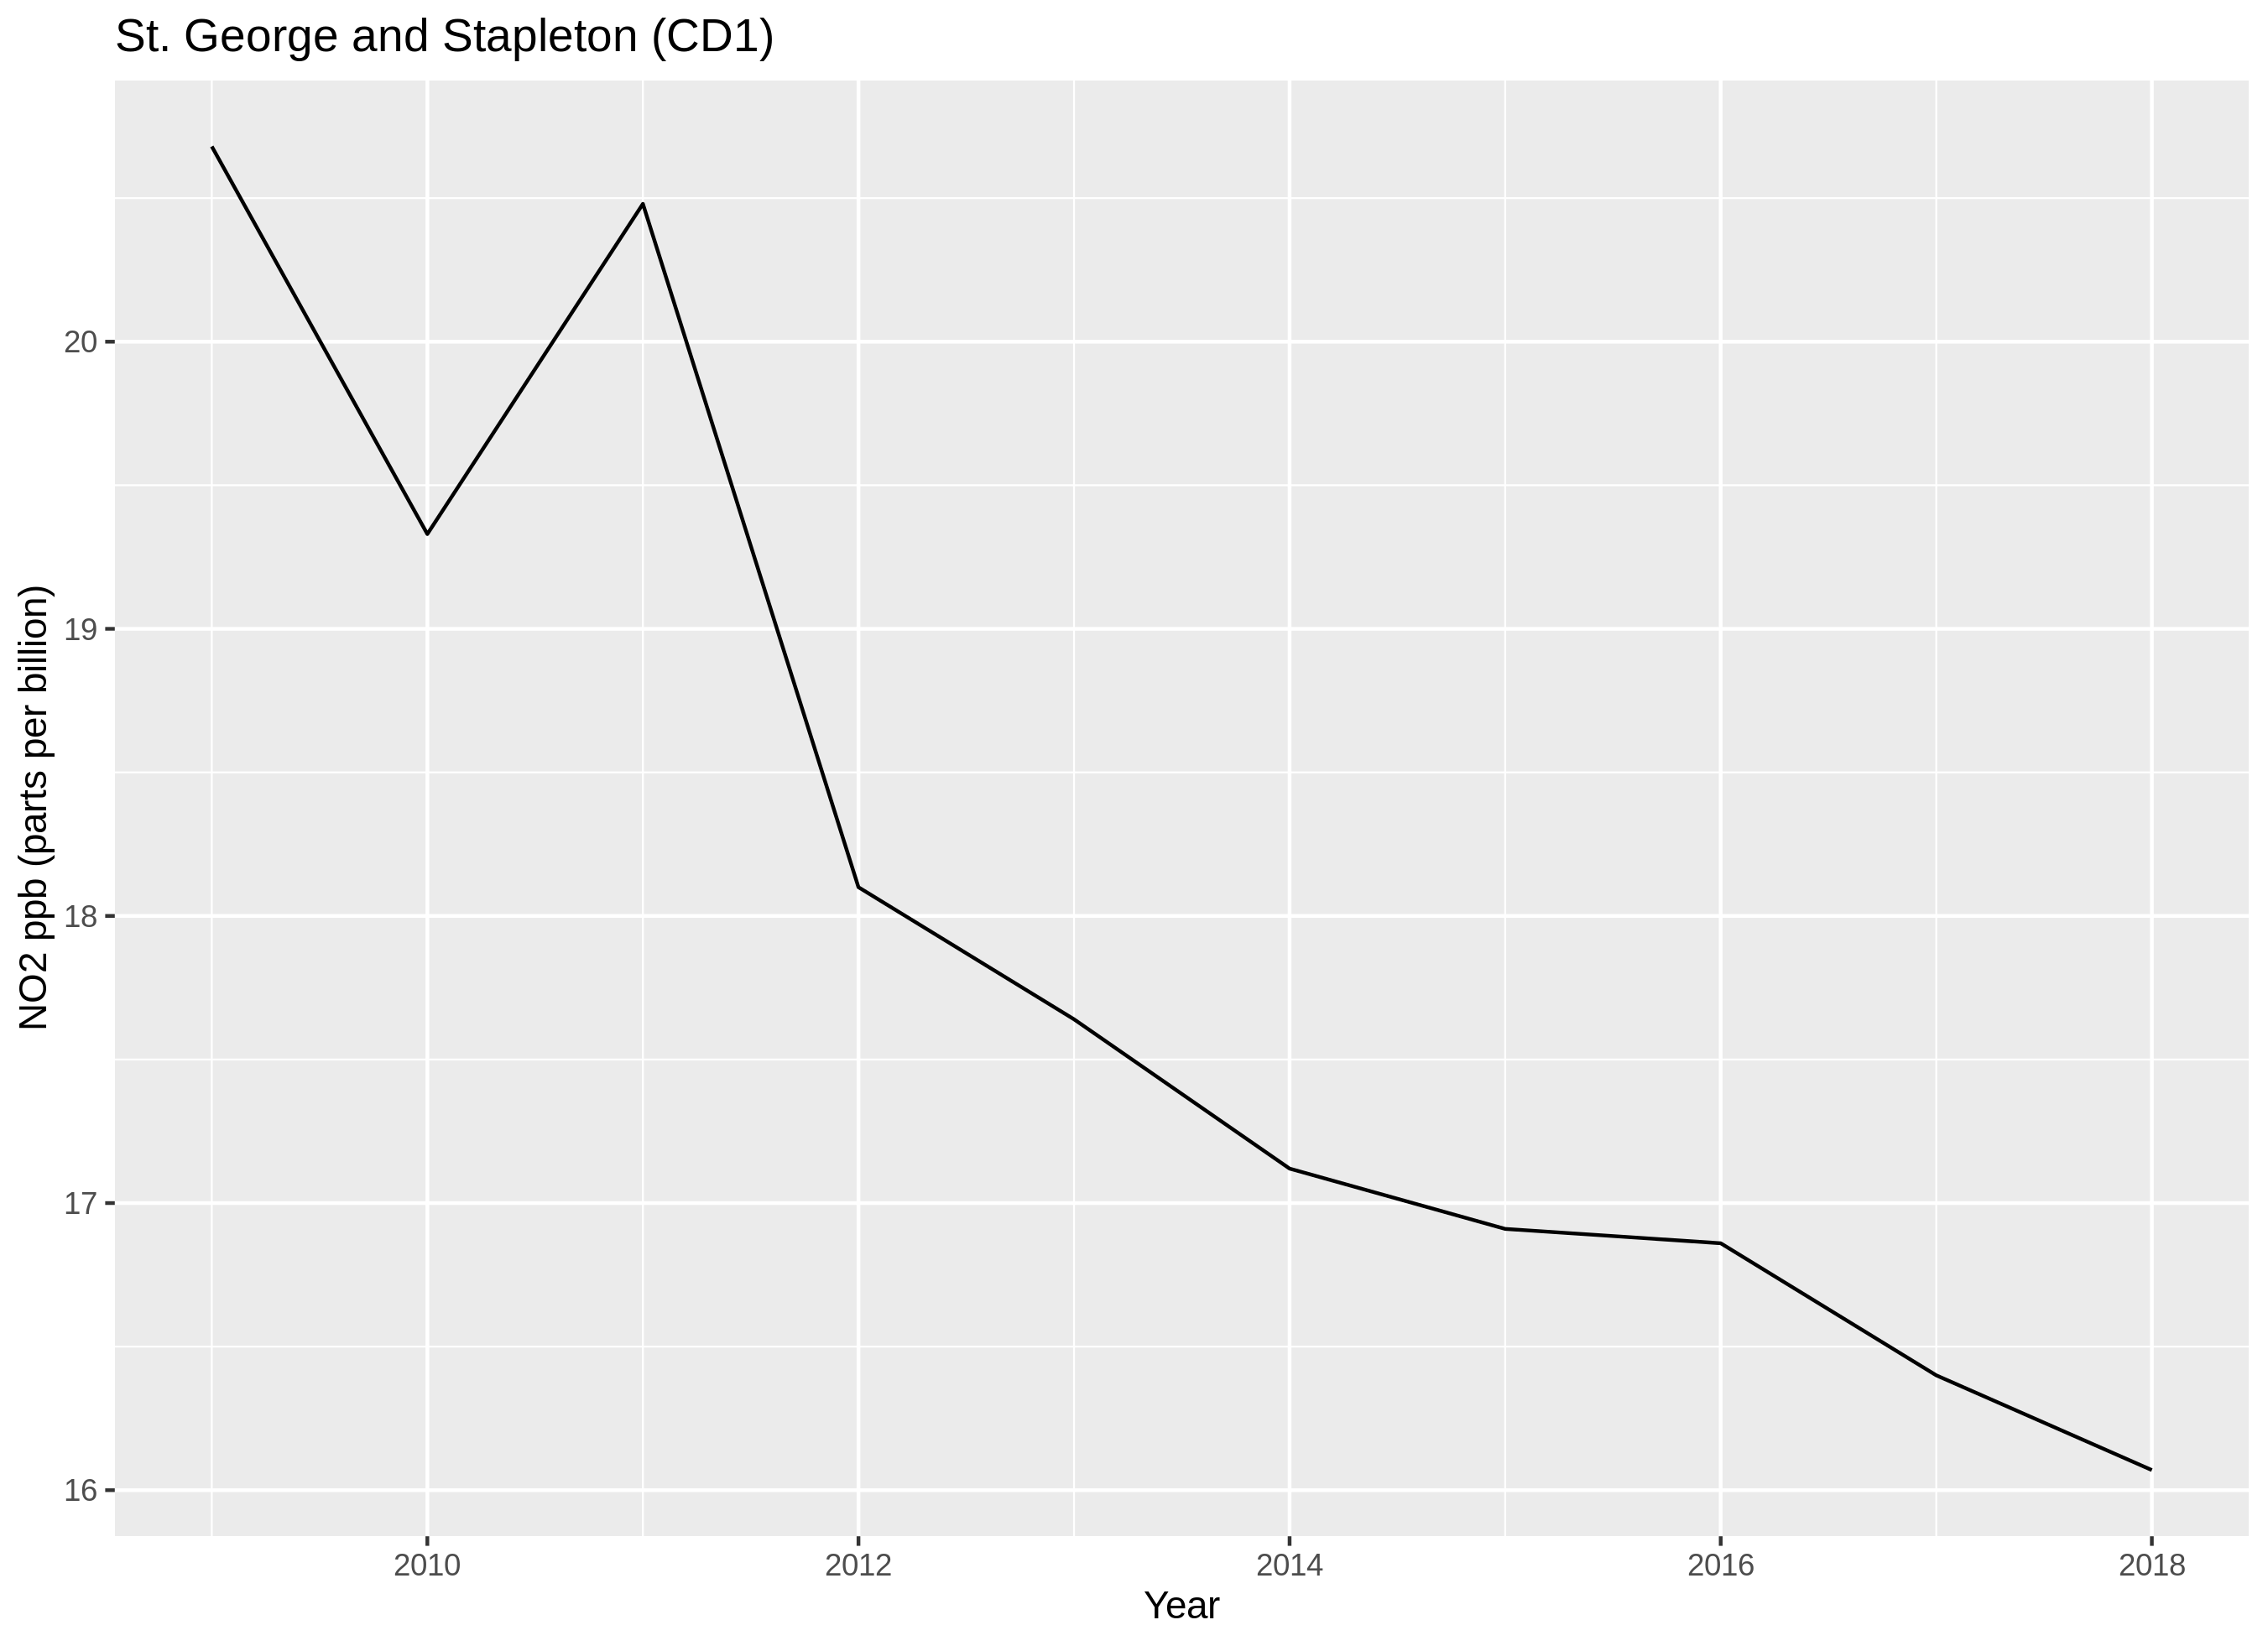 St. George and Stapleton (CD1)
NO2 ppb (parts per billion)
20
19
18
17
16
2010 2012 2014 2016 2018
Year